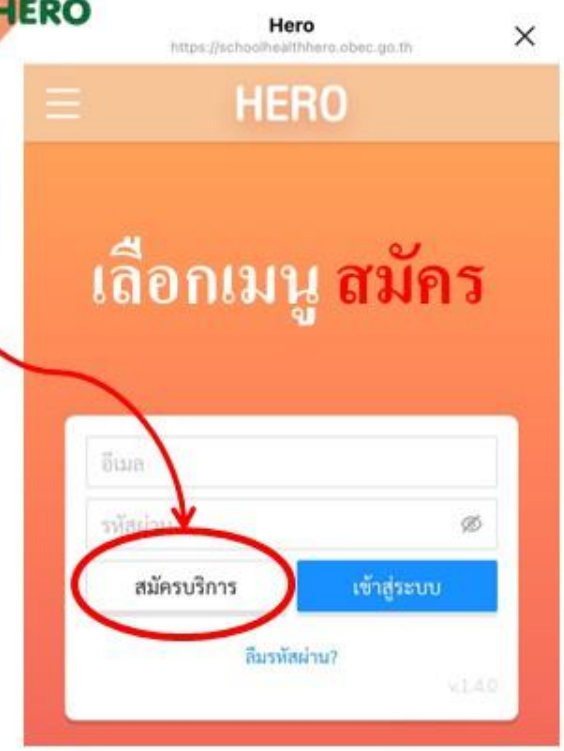 HERO
Hero
https://schoolhealthhero.obec.go.th
HERO
เลือกเมนู สมัคร
อีเมล
รหัสผ่าน
สมัครบริการ
เข้าสู่ระบบ
ลืมรหัสผ่าน?
v.1.4.0